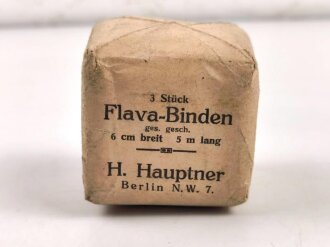 3 Stück
Flava-Binden
ges. gesch.
6 cm breit 5 m lang
H. Hauptner
Berlin N.W. 7.